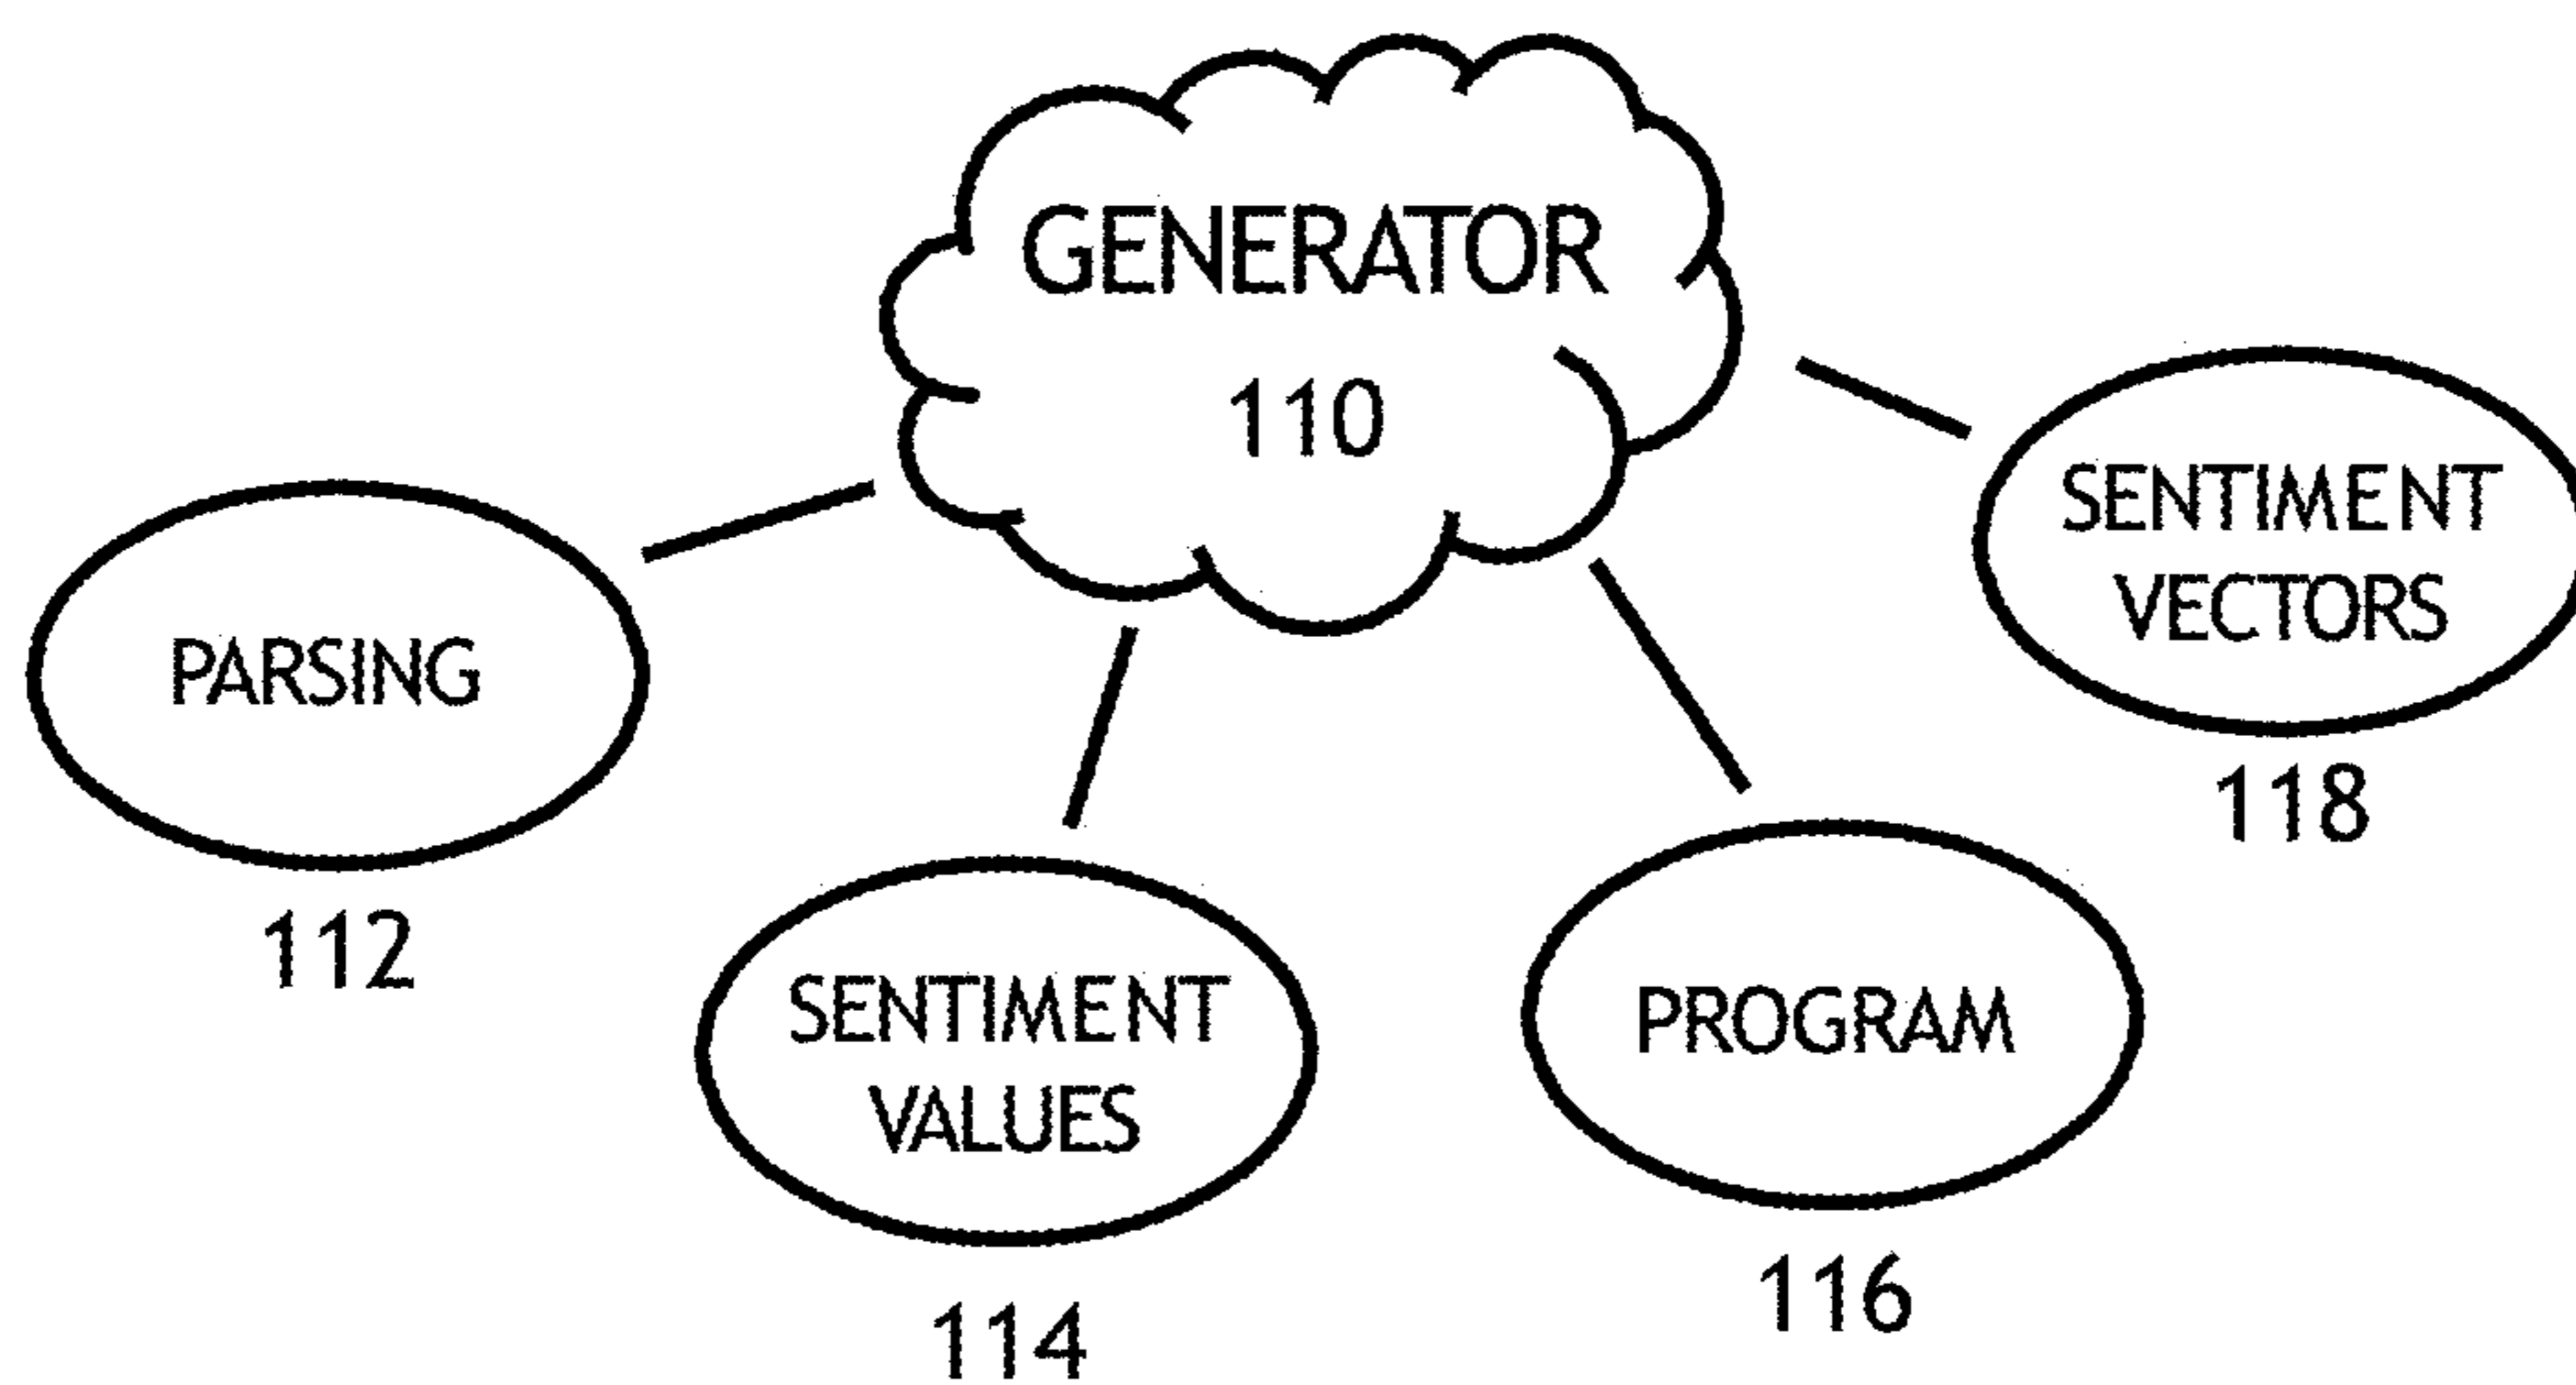 GENERATOR
110
PARSING
112
SENTIMENT
VALUES
114
PROGRAM
116
SENTIMENT
VECTORS
118